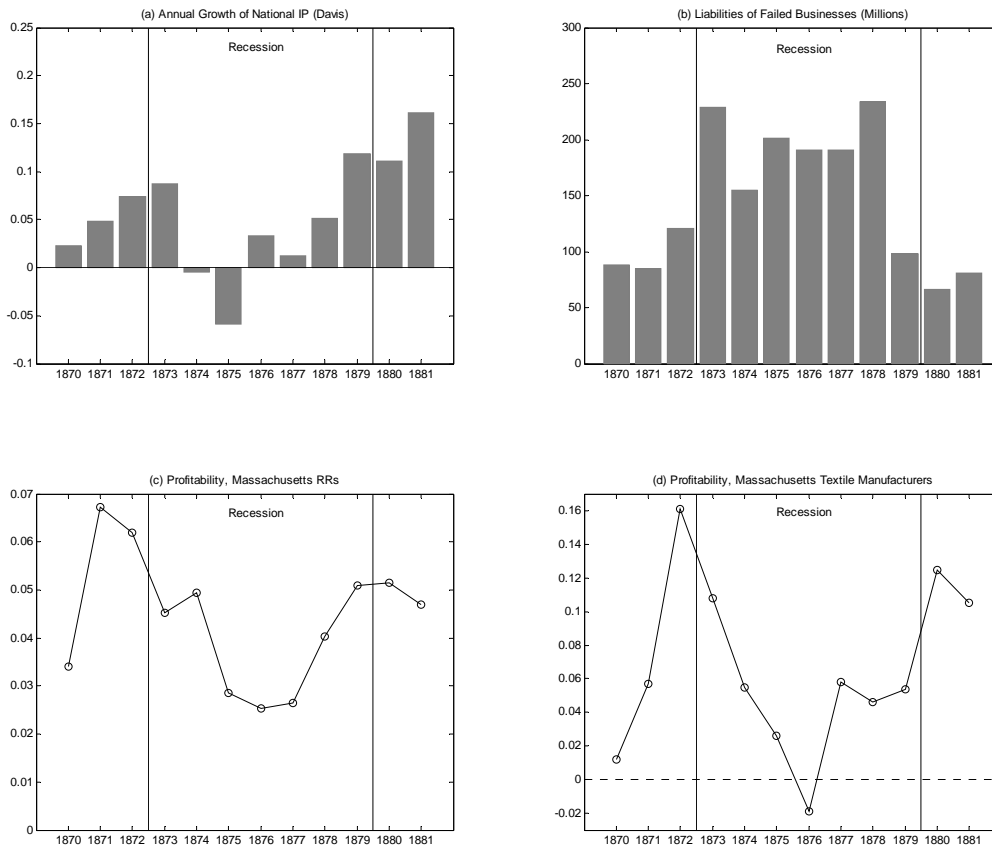 (a) Annual Growth of National IP (Davis)
0.25
0.2
0.15
0.1
0.05
0
-0.05
-0.1
Recession
1870 1871 1872 1873 1874 1875 1876 1877 1878 1879 1880 1881
(b) Liabilities of Failed Businesses (Millions)
300
250
200
150
100
50
0
Recession
1870 1871 1872 1873 1874 1875 1876 1877 1878 1879 1880 1881
(c) Profitability, Massachusetts RRs
0.07
0.06
0.05
0.04
0.03
0.02
0.01
0
Recession
1870 1871 1872 1873 1874 1875 1876 1877 1878 1879 1880 1881
(d) Profitability, Massachusetts Textile Manufacturers
0.16
0.14
0.12
0.1
0.08
0.06
0.04
0.02
0
-0.02
Recession
1870 1871 1872 1873 1874 1875 1876 1877 1878 1879 1880 1881